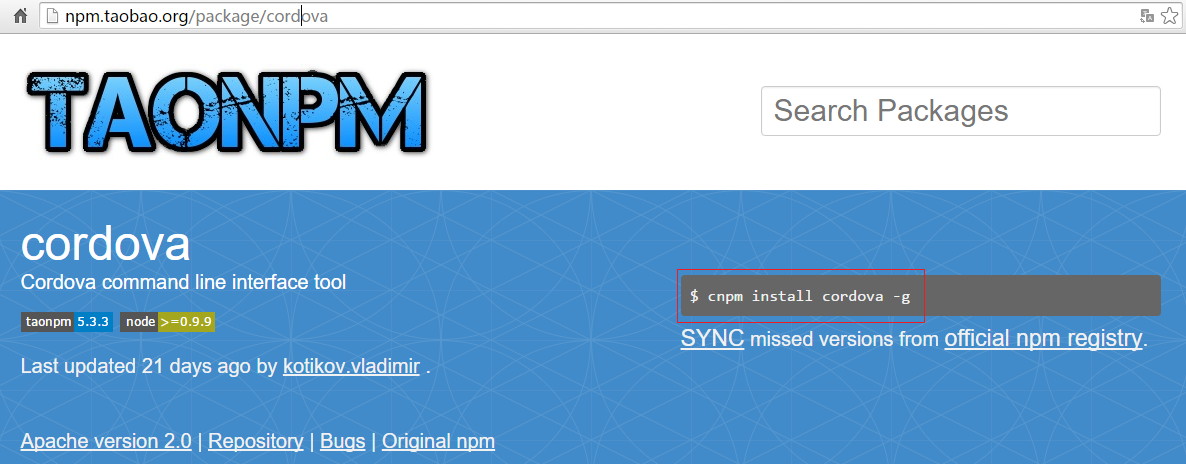 npm.taobao.org/package/cordova
TAONPM
Search Packages
cordova
Cordova command line interface tool
taonpm 5.3.3 node >=0.9.9
Last updated 21 days ago by kotikov.vladimir .
Apache version 2.0 | Repository | Bugs | Original npm
$ cnpm install cordova -g
SYNC missed versions from official npm registry.